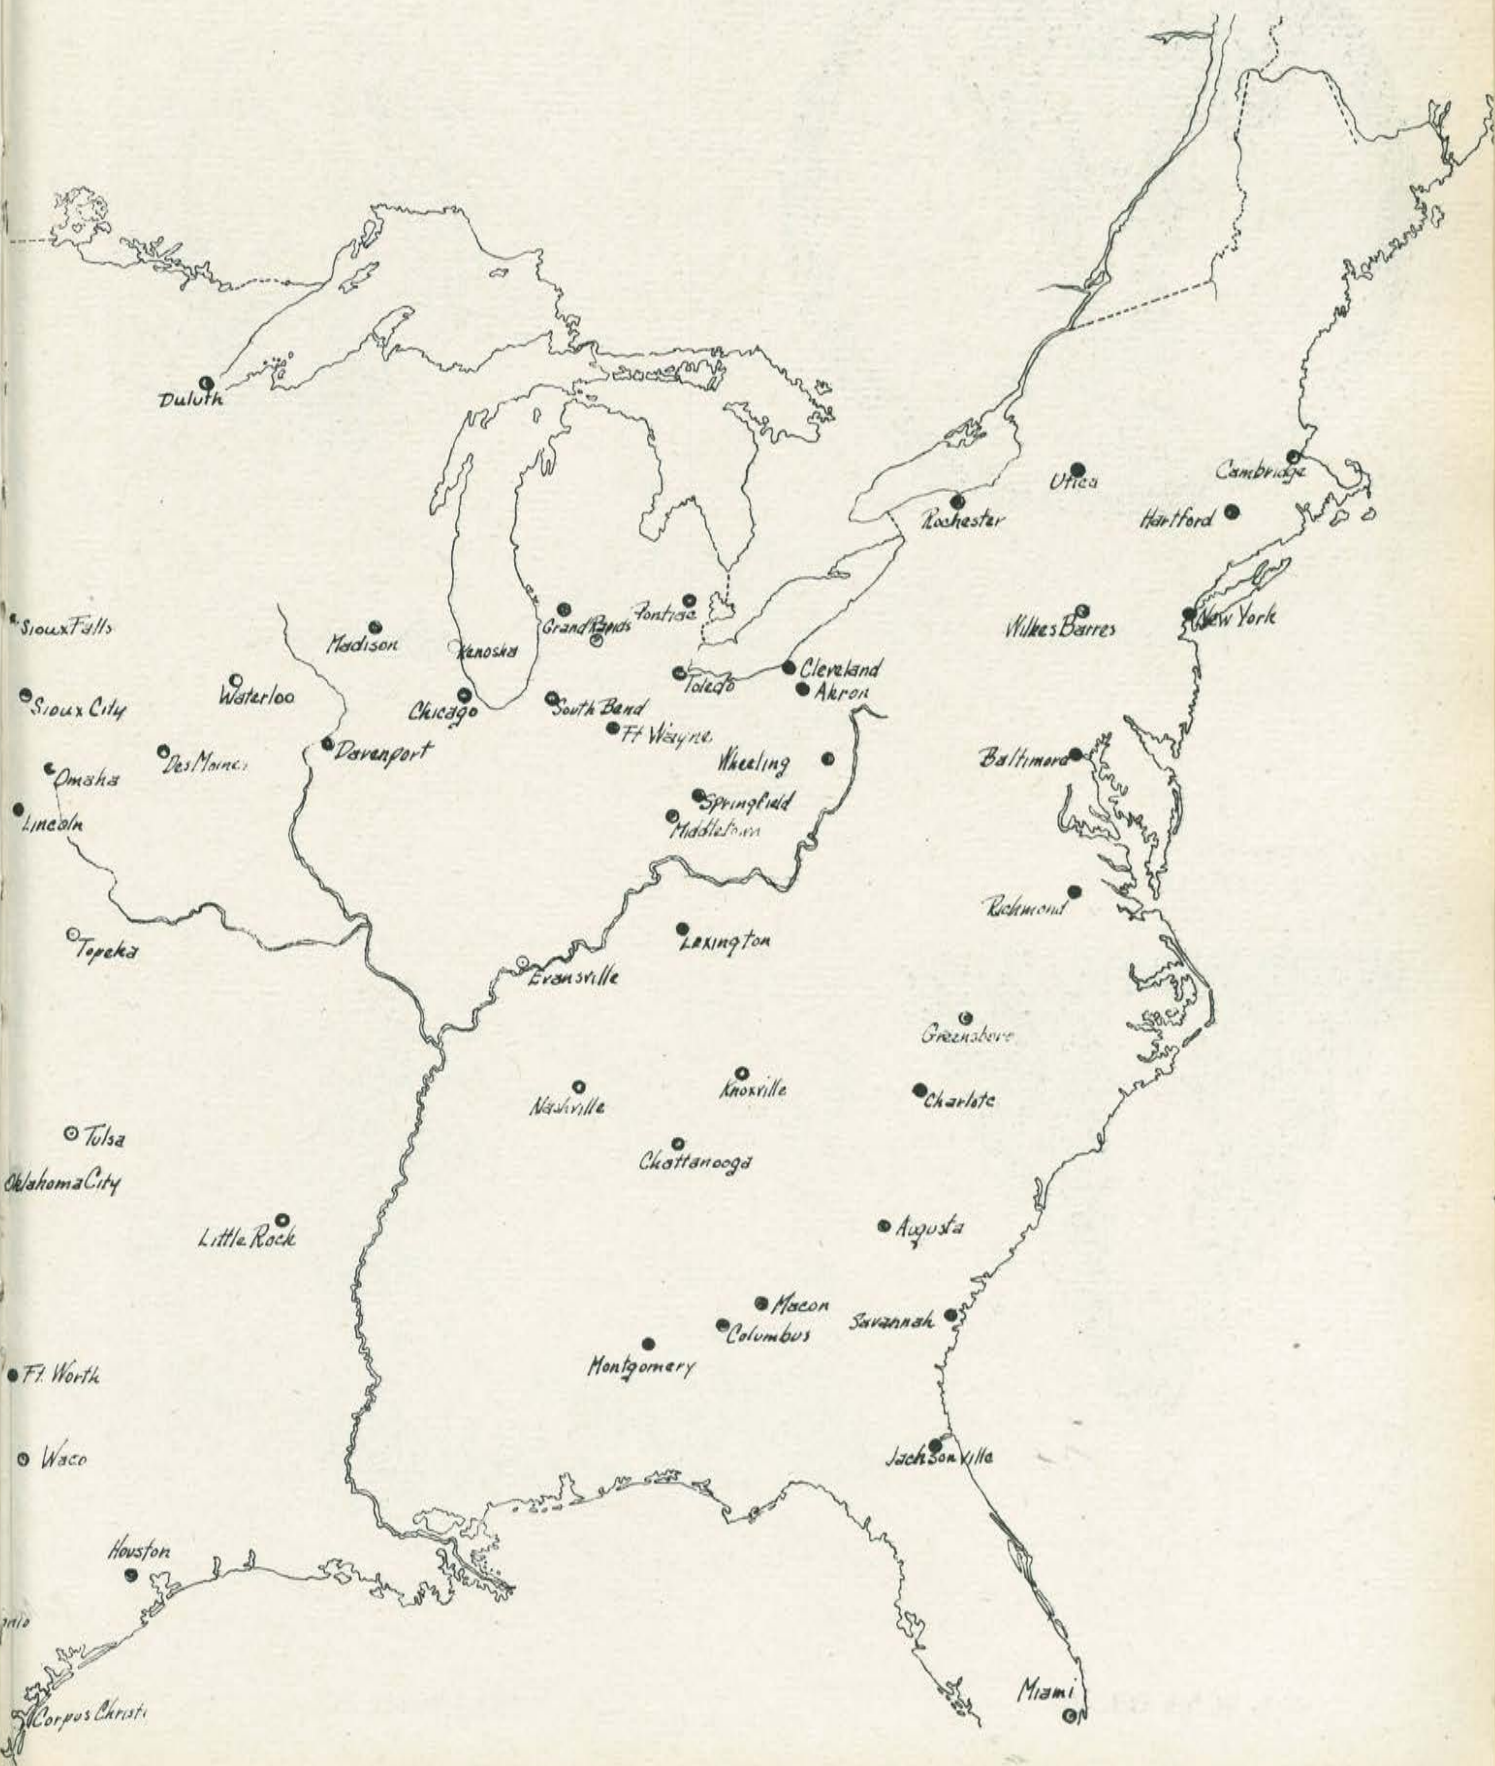 Duluth
Cambridge
Utica
Rochester
Hartford
Sioux Falls
Madison
Kenosha
Grand Rapids
Pontiac
Wilkes Barres
New York
Waterloo
Sioux City
Chicago
South Bend
Toledo
Cleveland
Akron
Ft Wayne
Des Moines
Davenport
Omaha
Wheeling
Baltimore
Lincoln
Springfield
Middletown
Richmond
Topeka
Lexington
Evansville
Greensboro
Nashville
Knoxville
Charlote
Tulsa
Chattanooga
Oklahoma City
Little Rock
Augusta
Macon
Columbus
Savannah
Montgomery
Ft. Worth
Waco
Jacksonville
Houston
onio
Miami
Corpus Christi